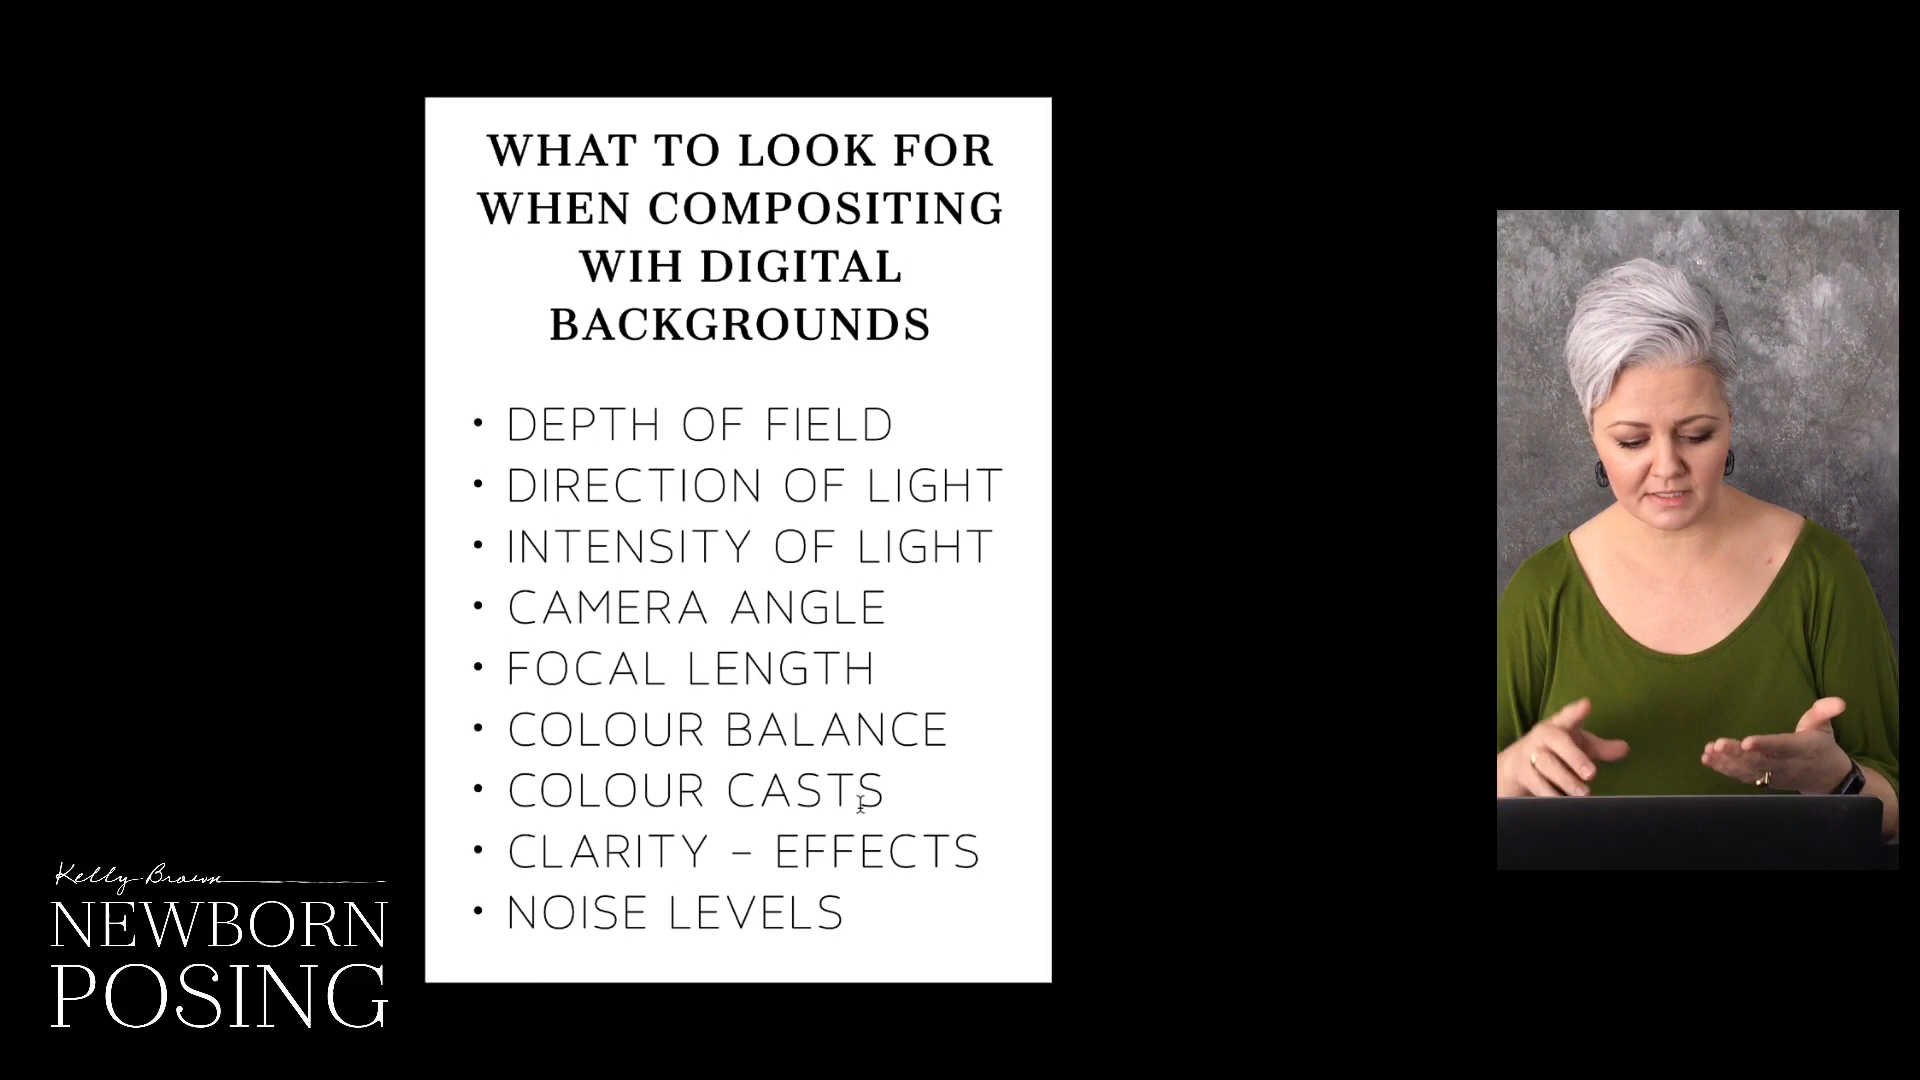 WHAT TO LOOK FOR
WHEN COMPOSITING
WIH DIGITAL
BACKGROUNDS
• DEPTH OF FIELD
• DIRECTION OF LIGHT
• INTENSITY OF LIGHT
• CAMERA ANGLE
• FOCAL LENGTH
• COLOUR BALANCE
• COLOUR CASTS
• CLARITY – EFFECTS
• NOISE LEVELS
Kelly Brown
NEWBORN
POSING